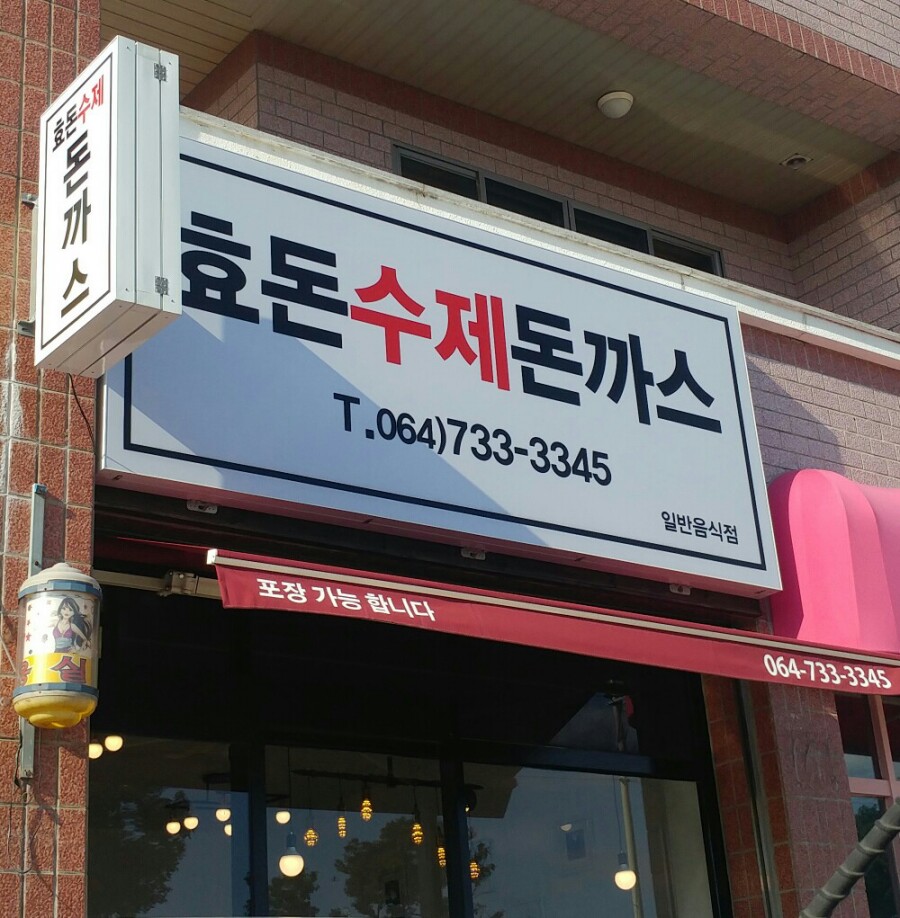 효돈수제
돈까스
효돈수제돈까스
T.064)733-3345
일반음식점
포장 가능 합니다
064-733-3345
실